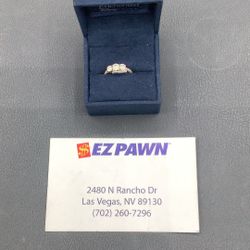 EZPAWN
2480 N Rancho Dr
Las Vegas, NV 89130
(702) 260-7296